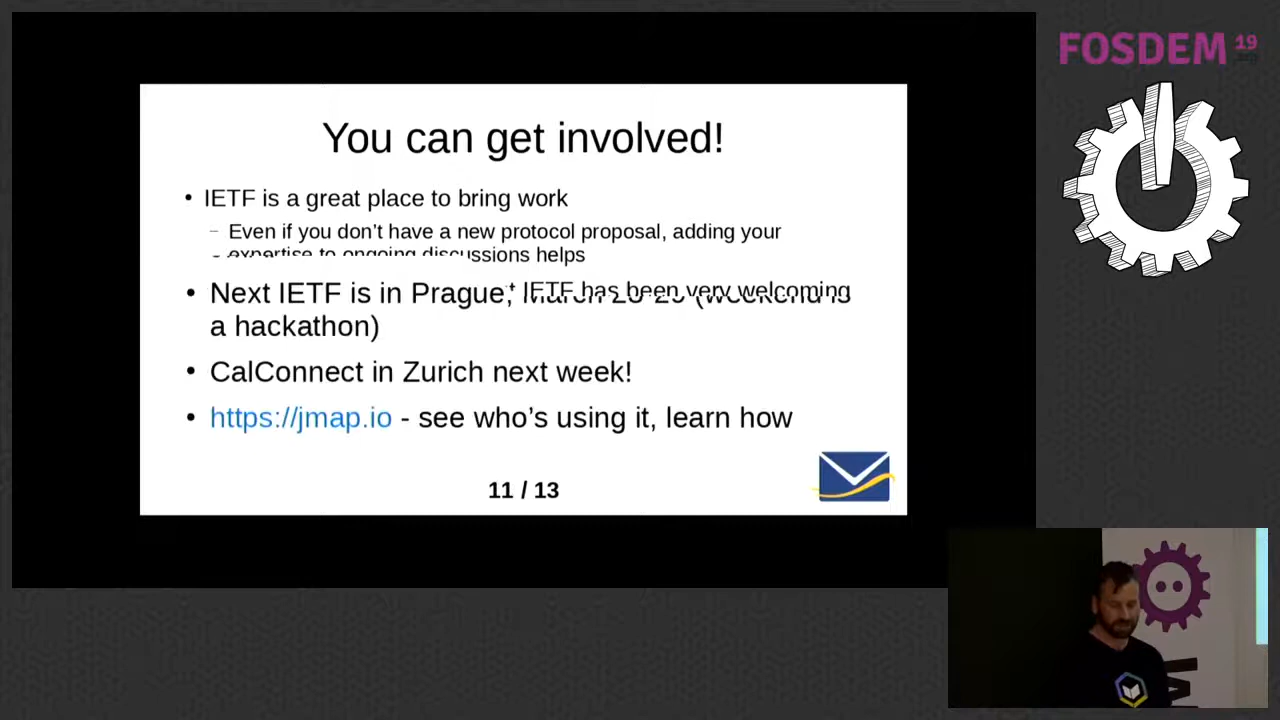 FOSDEM 19
You can get involved!
• IETF is a great place to bring work
– Even if you don’t have a new protocol proposal, adding your
- expertise to ongoing discussions helps
• Next IETF is in Prague, IETF has been very welcoming
a hackathon)
• CalConnect in Zurich next week!
• https://jmap.io - see who’s using it, learn how
11 / 13